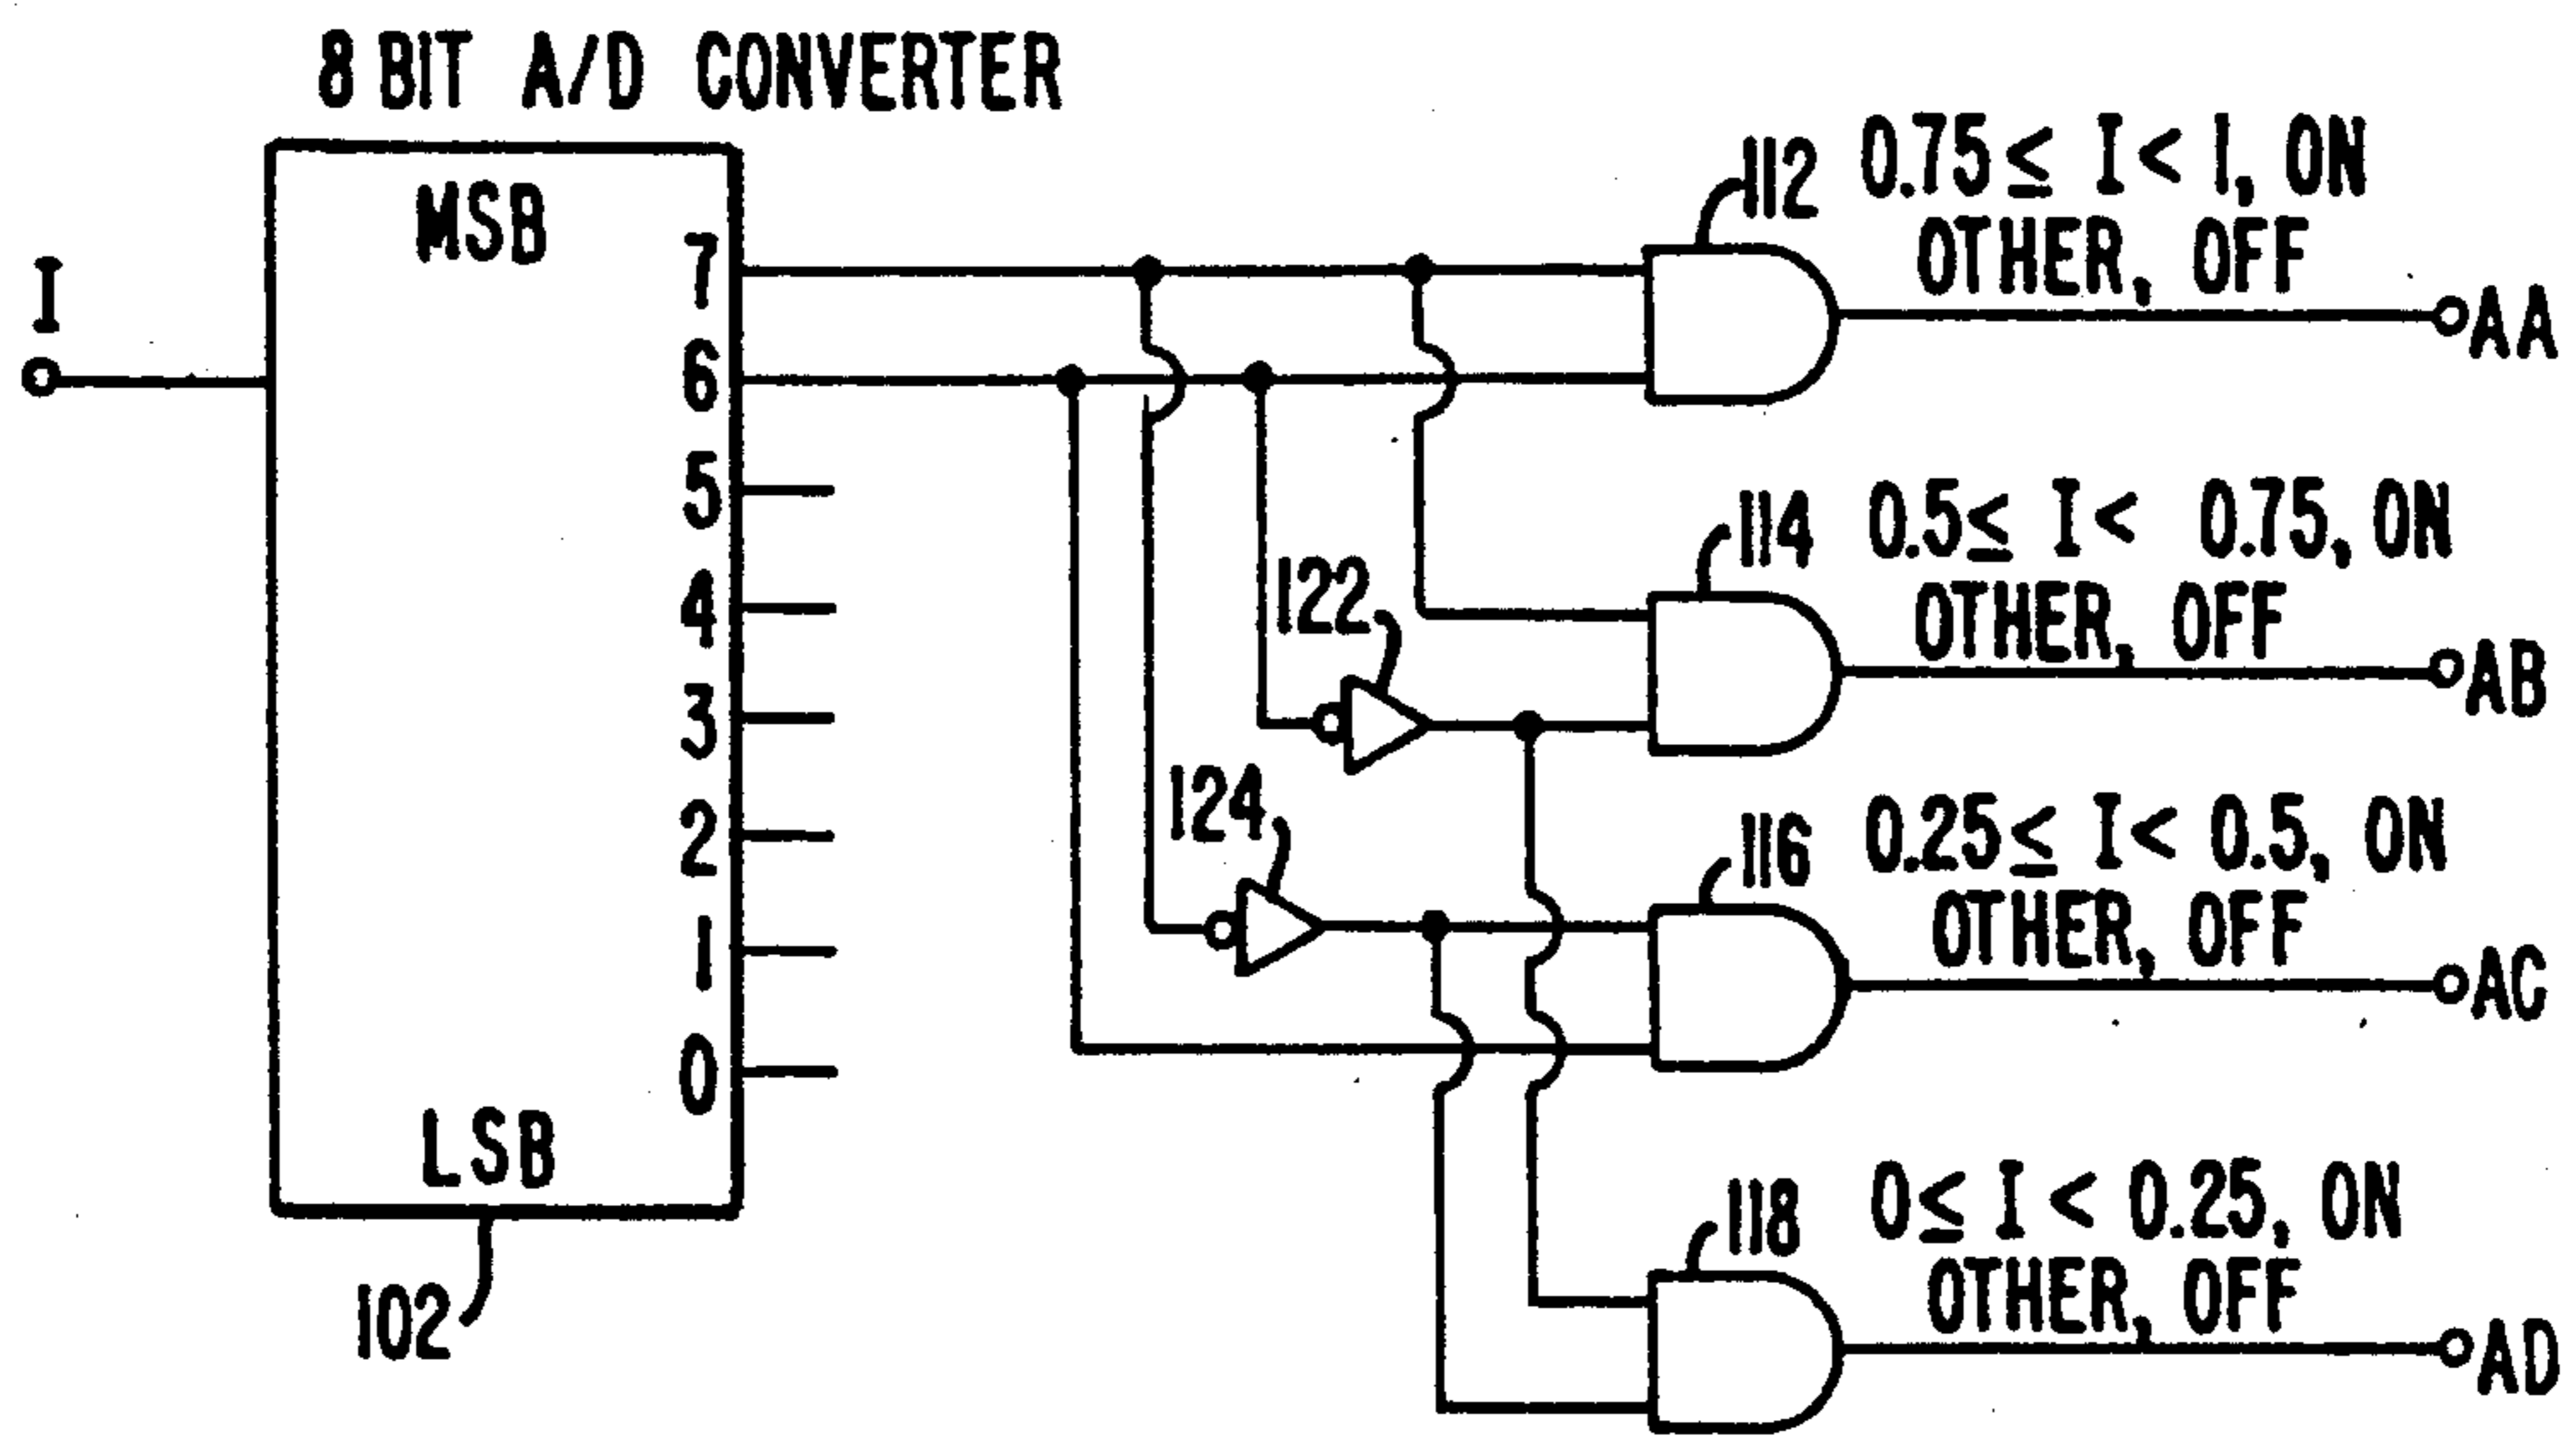 8 BIT A/D CONVERTER
MSB
I
7
6
5
4
3
2
1
0
LSB
102
112
0.75 ≤ I < 1, ON
OTHER, OFF
AA
114
0.5 ≤ I < 0.75, ON
OTHER, OFF
AB
122
124
116
0.25 ≤ I < 0.5, ON
OTHER, OFF
AC
118
0 ≤ I < 0.25, ON
OTHER, OFF
AD